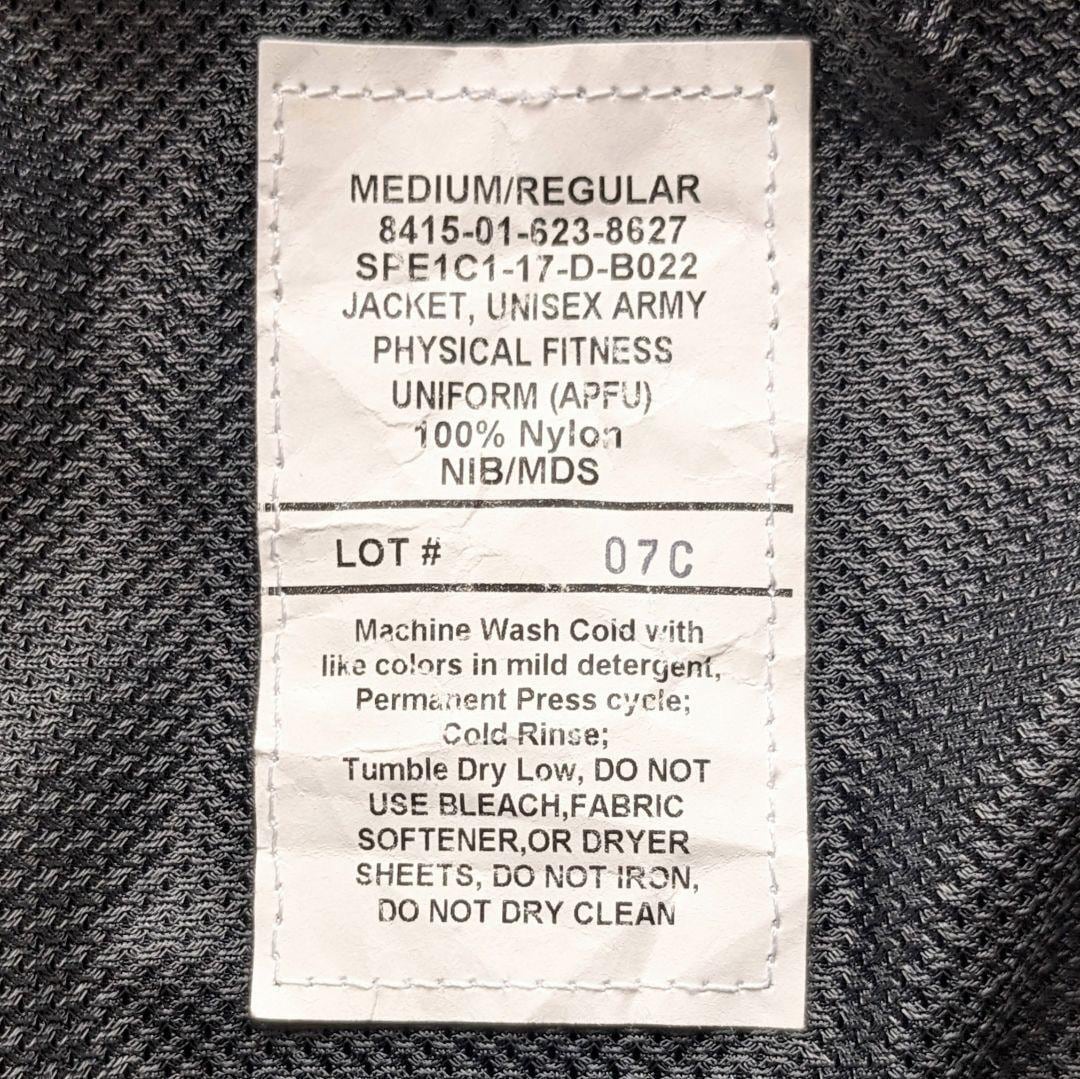 MEDIUM/REGULAR
8415-01-623-8627
SPE1C1-17-D-B022
JACKET, UNISEX ARMY
PHYSICAL FITNESS
UNIFORM (APFU)
100% Nylon
NIB/MDS
LOT # 07C
Machine Wash Cold with
like colors in mild detergent,
Permanent Press cycle;
Cold Rinse;
Tumble Dry Low, DO NOT
USE BLEACH,FABRIC
SOFTENER,OR DRYER
SHEETS, DO NOT IRON,
DO NOT DRY CLEAN